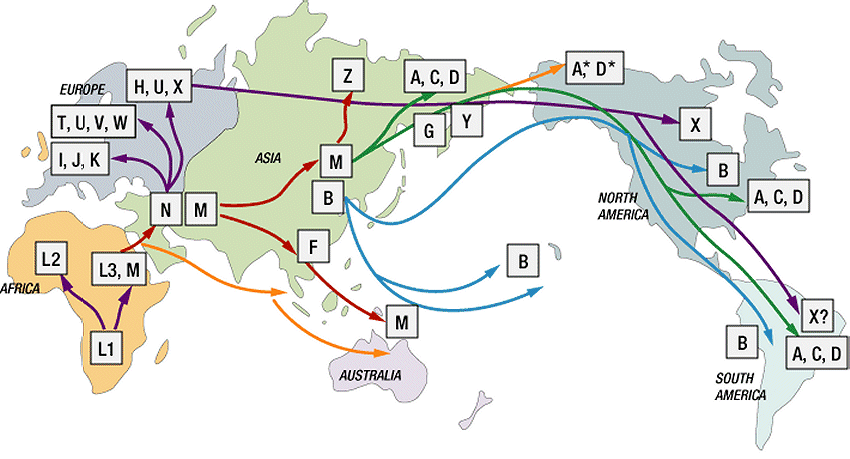 EUROPE
H, U, X
T, U, V, W
I, J, K
N
M
ASIA
Z
A, C, D
G
Y
M
B
F
M
B
A,* D*
X
B
A, C, D
NORTH
AMERICA
L2
AFRICA
L3, M
L1
AUSTRALIA
X?
B
A, C, D
SOUTH
AMERICA